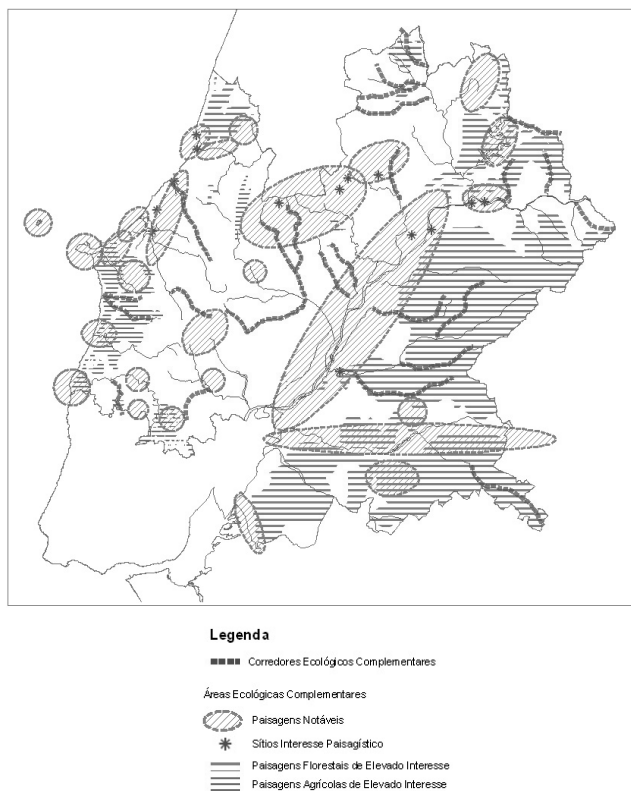 Legenda
Corredores Ecológicos Complementares
Áreas Ecológicas Complementares
Paisagens Notáveis
Sítios Interesse Paisagístico
Paisagens Florestais de Elevado Interesse
Paisagens Agrícolas de Elevado Interesse